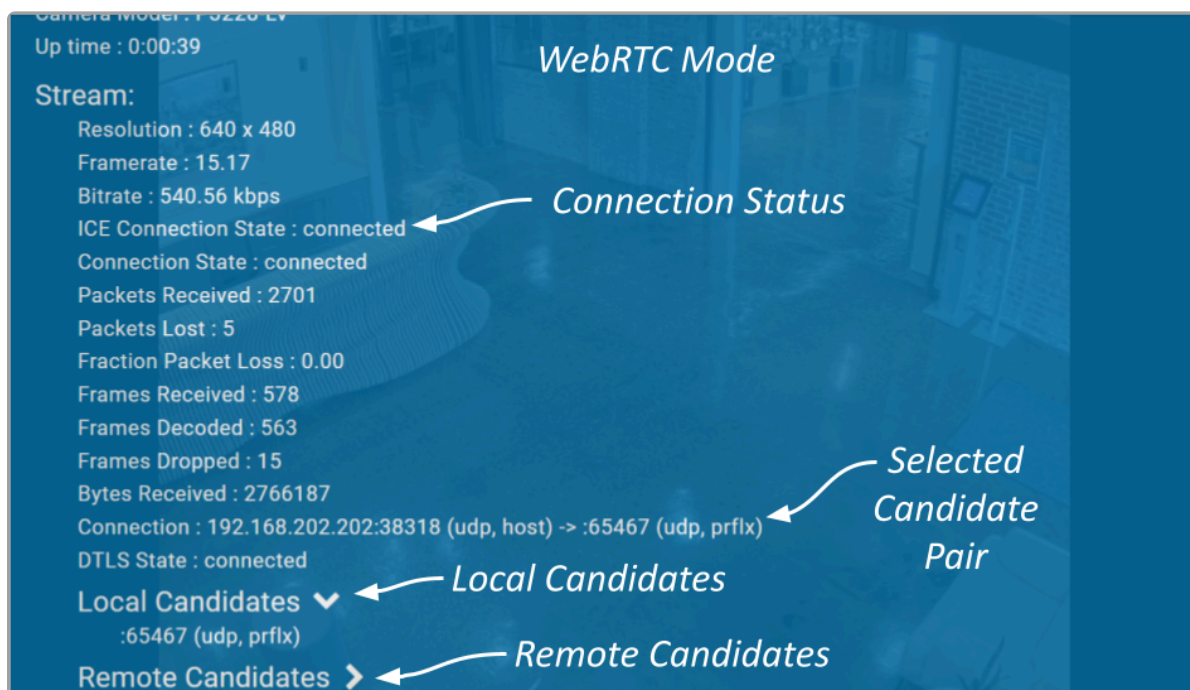 Camera Model : P3228-LV
Up time : 0:00:39
WebRTC Mode
Stream:
Resolution : 640 x 480
Framerate : 15.17
Bitrate : 540.56 kbps
Connection Status
ICE Connection State : connected
Connection State : connected
Packets Received : 2701
Packets Lost : 5
Fraction Packet Loss : 0.00
Frames Received : 578
Frames Decoded : 563
Frames Dropped : 15
Bytes Received : 2766187
Connection : 192.168.202.202:38318 (udp, host) -> :65467 (udp, prflx)
Selected
Candidate
Pair
DTLS State : connected
Local Candidates
Local Candidates
:65467 (udp, prflx)
Remote Candidates
Remote Candidates